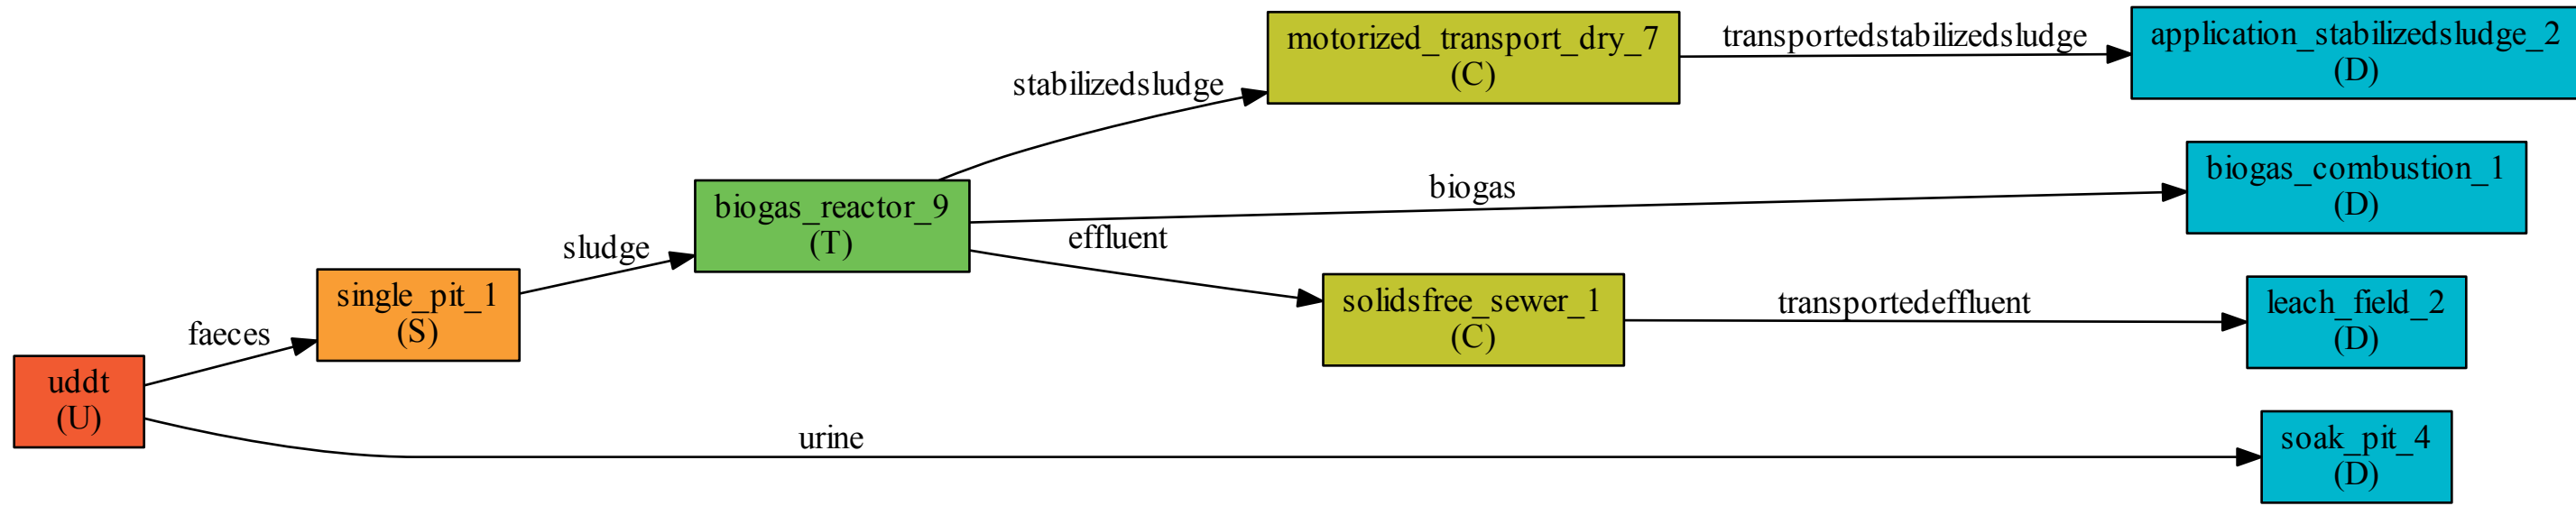 uddt
(U)
faeces
urine
single_pit_1
(S)
sludge
biogas_reactor_9
(T)
stabilizedsludge
biogas
effluent
motorized_transport_dry_7
(C)
solidsfree_sewer_1
(C)
transportedstabilizedsludge
transportedeffluent
application_stabilizedsludge_2
(D)
biogas_combustion_1
(D)
leach_field_2
(D)
soak_pit_4
(D)